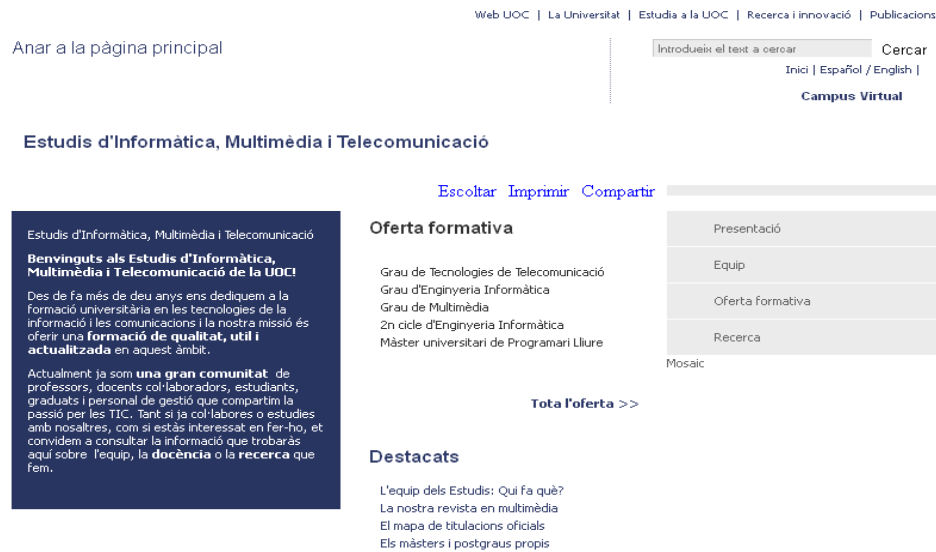 Web UOC | La Universitat | Estudia a la UOC | Recerca i innovació | Publicacions
Anar a la pàgina principal
Introdueix el text a cercar Cercar
Inici | Español / English |
Campus Virtual
Estudis d'Informàtica, Multimèdia i Telecomunicació
Escoltar Imprimir Compartir
Estudis d'Informàtica, Multimèdia i Telecomunicació
Benvinguts als Estudis d'Informàtica,
Multimèdia i Telecomunicació de la UOC!
Des de fa més de deu anys ens dediquem a la
formació universitària en les tecnologies de la
informació i les comunicacions i la nostra missió és
oferir una formació de qualitat, util i
actualitzada en aquest àmbit.
Actualment ja som una gran comunitat de
professors, docents col·laboradors, estudiants,
graduats i personal de gestió que compartim la
passió per les TIC. Tant si ja col·labores o estudies
amb nosaltres, com si estàs interessat en fer-ho, et
convidem a consultar la informació que trobaràs
aquí sobre l'equip, la docència o la recerca que
fem.
Oferta formativa
Grau de Tecnologies de Telecomunicació
Grau d'Enginyeria Informàtica
Grau de Multimèdia
2n cicle d'Enginyeria Informàtica
Màster universitari de Programari Lliure
Tota l'oferta >>
Destacats
L'equip dels Estudis: Qui fa què?
La nostra revista en multimèdia
El mapa de titulacions oficials
Els màsters i postgraus propis
Presentació
Equip
Oferta formativa
Recerca
Mosaic